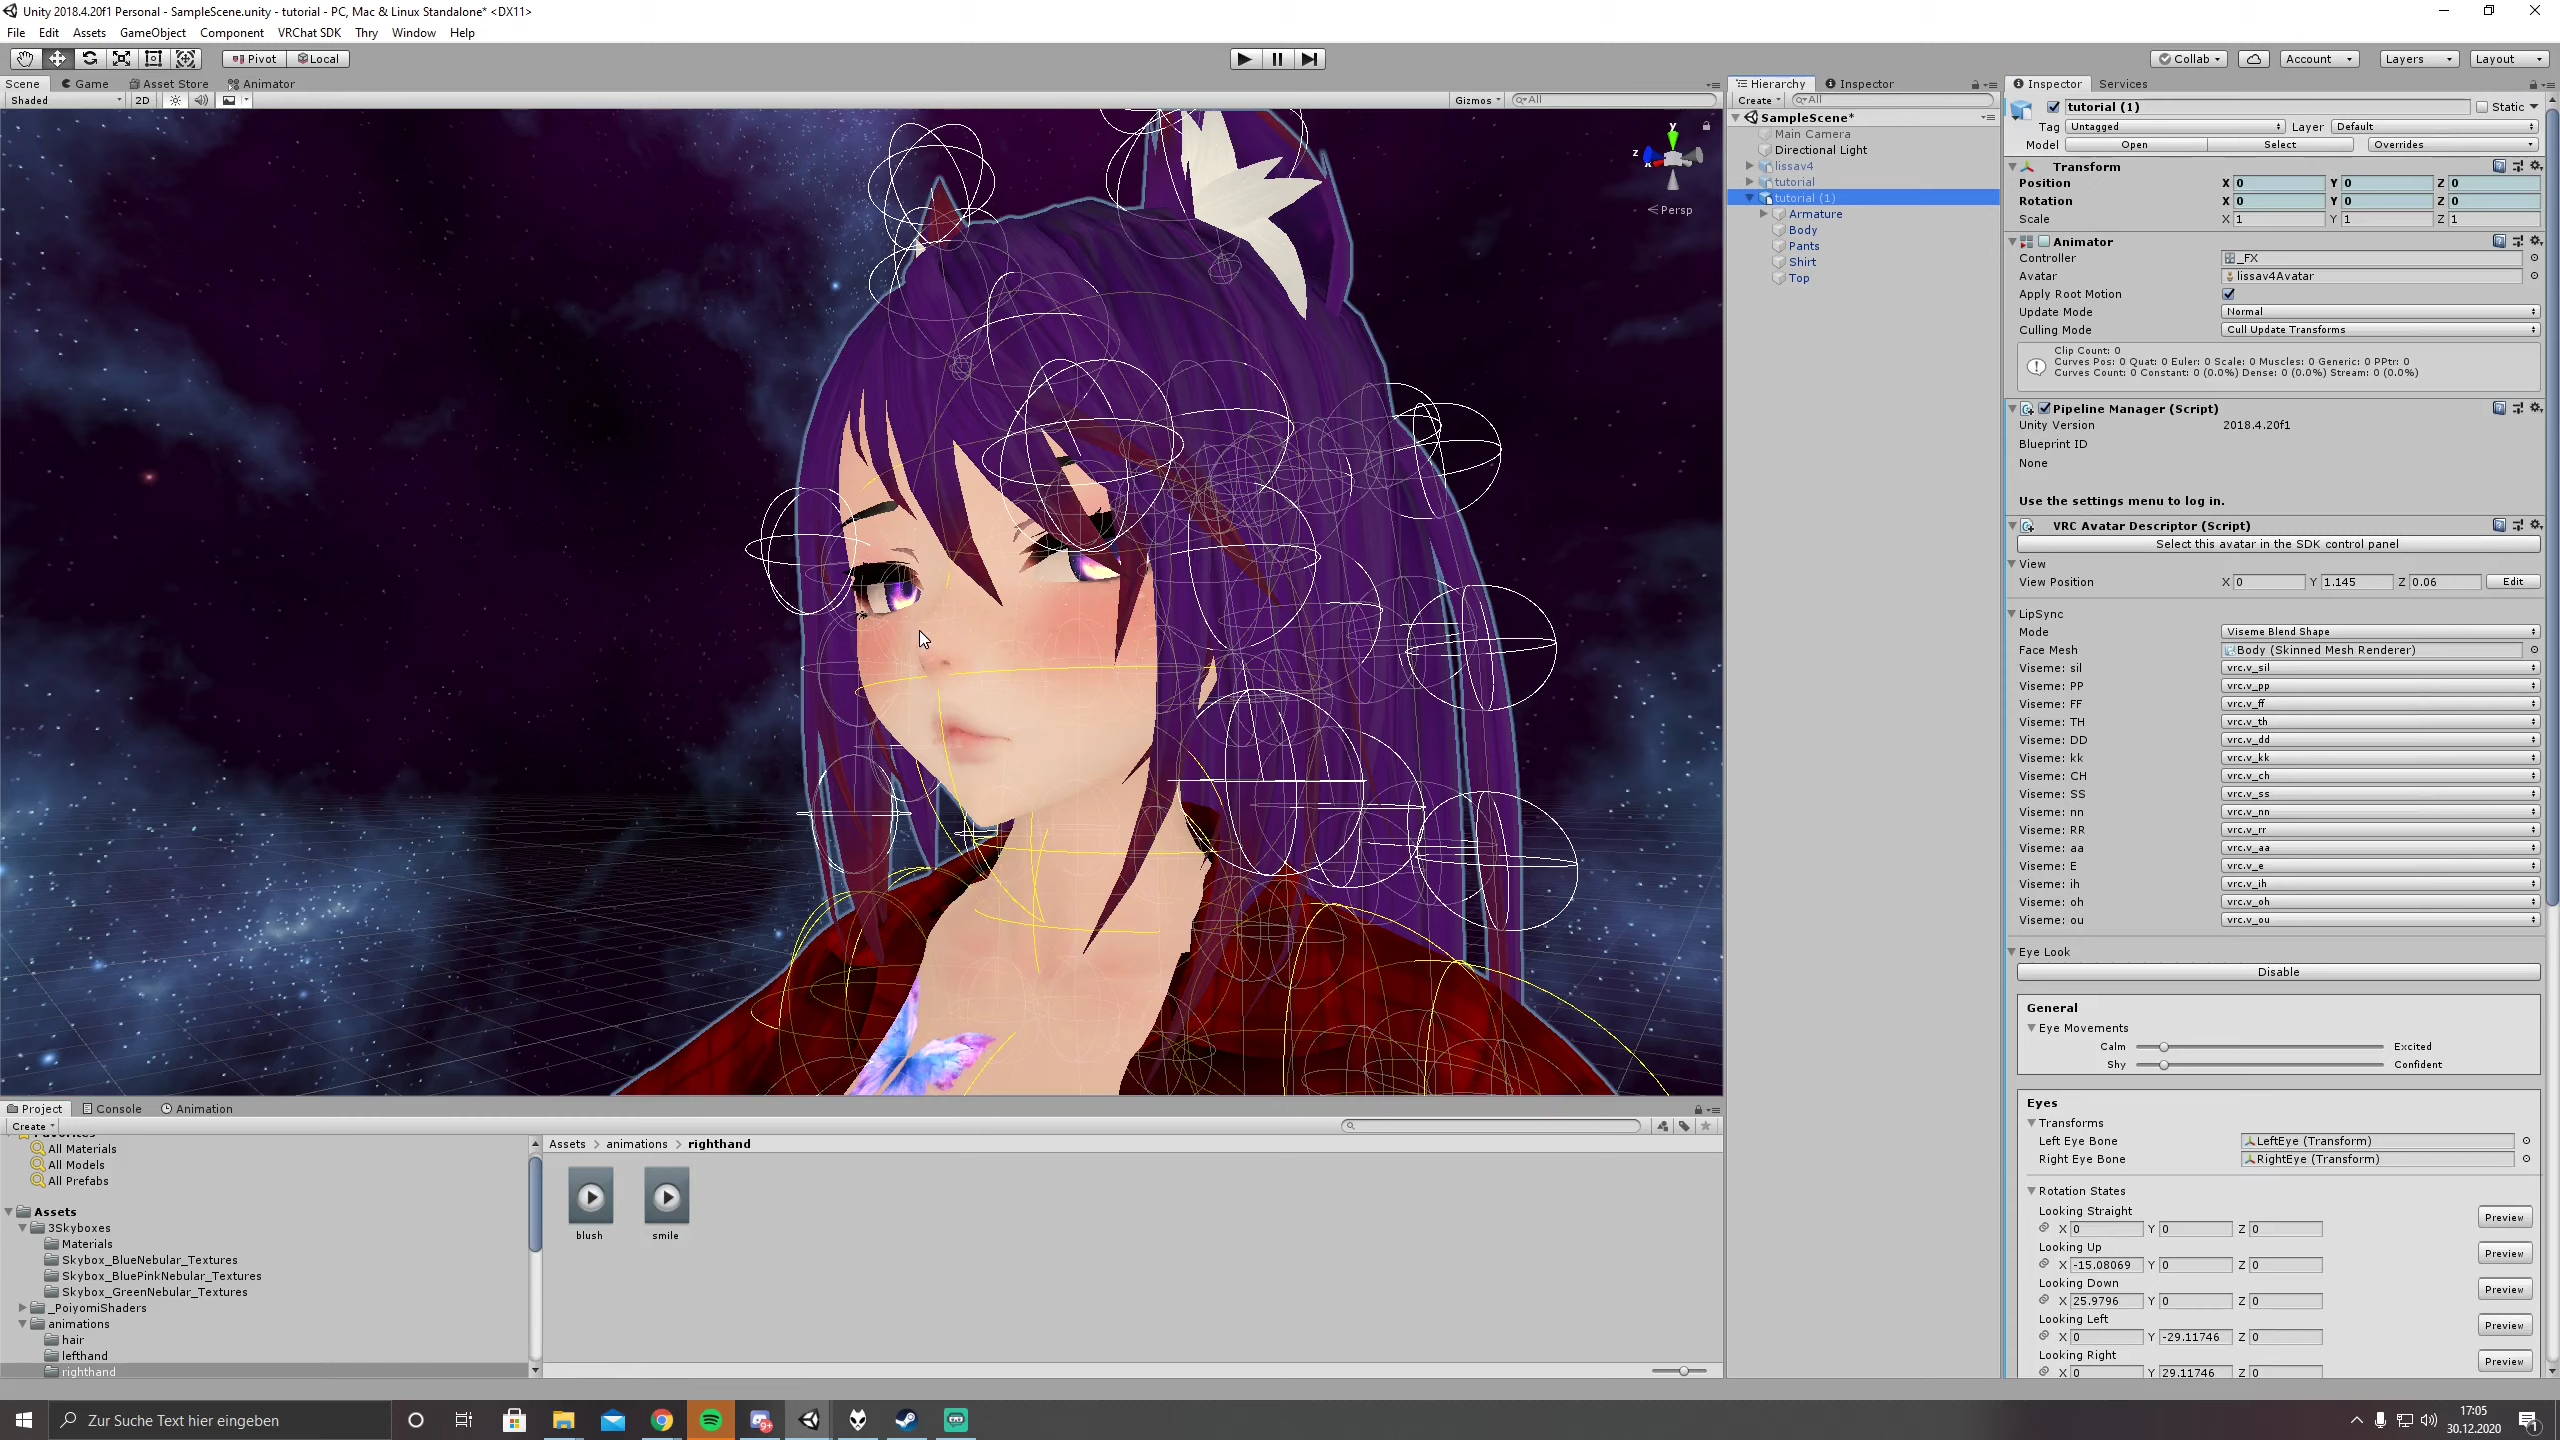 Unity 2018.4.20f1 Personal - SampleScene.unity - tutorial - PC, Mac & Linux Standalone* <DX11>
File Edit Assets GameObject Component VRChat SDK Thry Window Help
Pivot Local Collab Account Layers Layout
Scene Game Asset Store Animator
Shaded 2D Gizmos All
y
z
Persp
Hierarchy Inspector
Create All
SampleScene*
Main Camera
Directional Light
lissav4
tutorial
tutorial (1)
Armature
Body
Pants
Shirt
Top
Inspector Services
tutorial (1) Static
Tag Untagged Layer Default
Model Open Select Overrides
Transform
Position X 0 Y 0 Z 0
Rotation X 0 Y 0 Z 0
Scale X 1 Y 1 Z 1
Animator
Controller _FX
Avatar lissav4Avatar
Apply Root Motion
Update Mode Normal
Culling Mode Cull Update Transforms
Clip Count: 0
Curves Pos: 0 Quat: 0 Euler: 0 Scale: 0 Muscles: 0 Generic: 0 PPtr: 0
Curves Count: 0 Constant: 0 (0.0%) Dense: 0 (0.0%) Stream: 0 (0.0%)
Pipeline Manager (Script)
Unity Version 2018.4.20f1
Blueprint ID
None
Use the settings menu to log in.
VRC Avatar Descriptor (Script)
Select this avatar in the SDK control panel
View
View Position X 0 Y 1.145 Z 0.06 Edit
LipSync
Mode Viseme Blend Shape
Face Mesh Body (Skinned Mesh Renderer)
Viseme: sil vrc.v_sil
Viseme: PP vrc.v_pp
Viseme: FF vrc.v_ff
Viseme: TH vrc.v_th
Viseme: DD vrc.v_dd
Viseme: kk vrc.v_kk
Viseme: CH vrc.v_ch
Viseme: SS vrc.v_ss
Viseme: nn vrc.v_nn
Viseme: RR vrc.v_rr
Viseme: aa vrc.v_aa
Viseme: E vrc.v_e
Viseme: ih vrc.v_ih
Viseme: oh vrc.v_oh
Viseme: ou vrc.v_ou
Eye Look
Disable
General
Eye Movements
Calm Excited
Shy Confident
Eyes
Transforms
Left Eye Bone LeftEye (Transform)
Right Eye Bone RightEye (Transform)
Rotation States
Looking Straight
X 0 Y 0 Z 0 Preview
Looking Up
X -15.08069 Y 0 Z 0 Preview
Looking Down
X 25.9796 Y 0 Z 0 Preview
Looking Left
X 0 Y -29.11746 Z 0 Preview
Looking Right
X 0 Y 29.11746 Z 0 Preview
Project Console Animation
Create
Favorites
All Materials
All Models
All Prefabs
Assets
3Skyboxes
Materials
Skybox_BlueNebular_Textures
Skybox_BluePinkNebular_Textures
Skybox_GreenNebular_Textures
_PoiyomiShaders
animations
hair
lefthand
righthand
Assets > animations > righthand
blush smile
Zur Suche Text hier eingeben
9+
17:05
30.12.2020
1